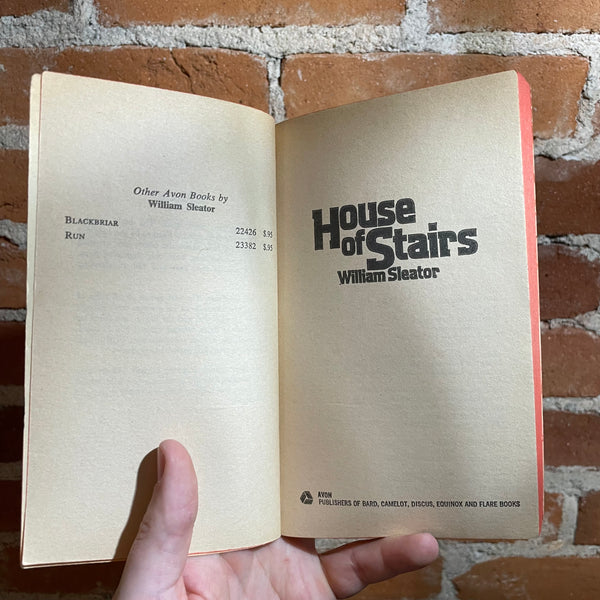 Other Avon Books by
William Sleator
BLACKBRIAR 22426 $.95
RUN 23382 $.95
House
of Stairs
William Sleator
AVON
PUBLISHERS OF BARD, CAMELOT, DISCUS, EQUINOX AND FLARE BOOKS